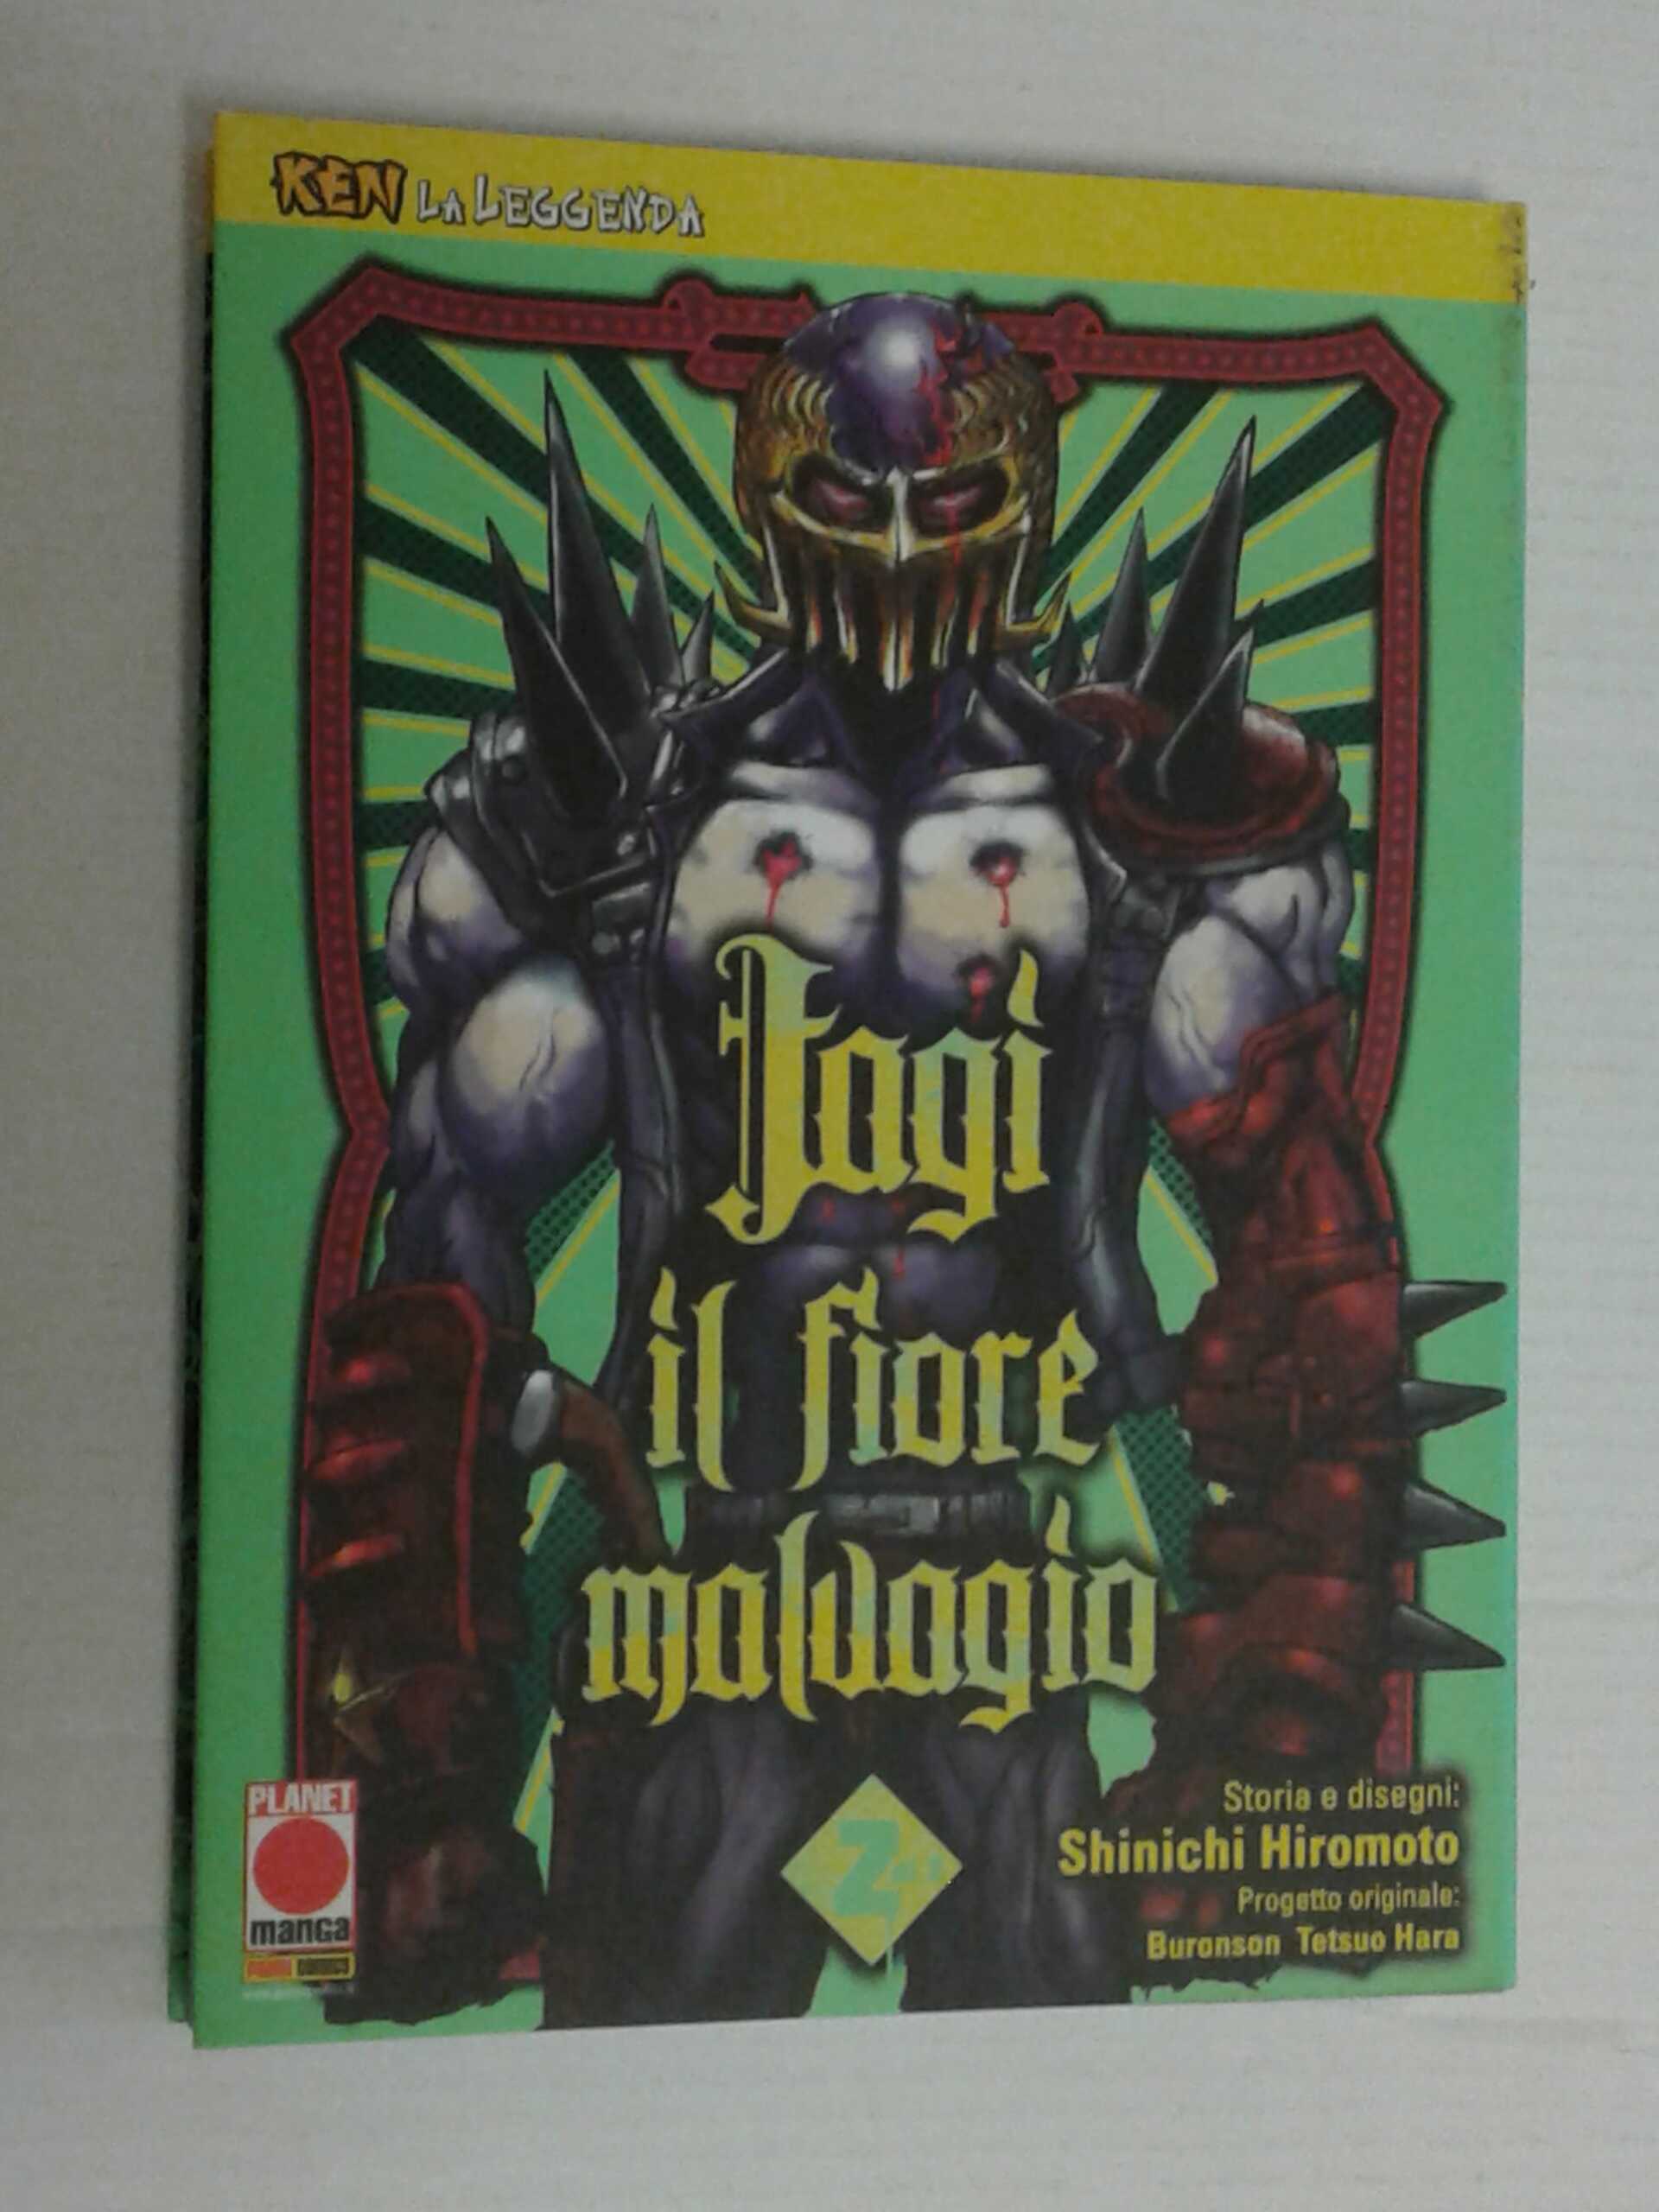 KEN LA LEGGENDA
Jagi
il fiore
malvagio
2
Storia e disegni:
Shinichi Hiromoto
Progetto originale:
Buronson Tetsuo Hara
PLANET
manga